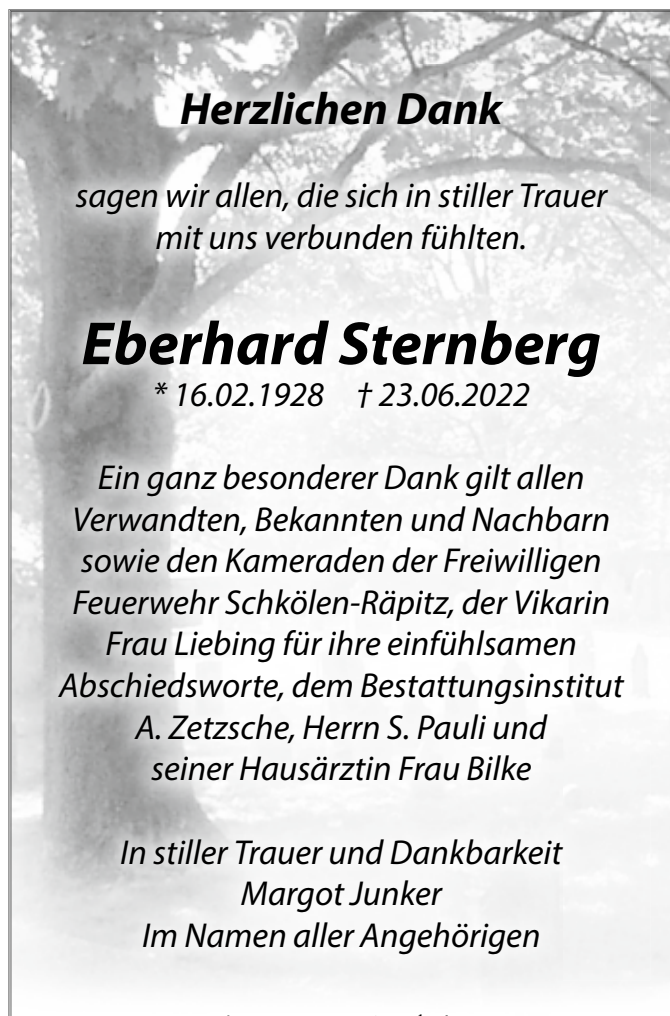 Herzlichen Dank
sagen wir allen, die sich in stiller Trauer
mit uns verbunden fühlten.
Eberhard Sternberg
* 16.02.1928 † 23.06.2022
Ein ganz besonderer Dank gilt allen
Verwandten, Bekannten und Nachbarn
sowie den Kameraden der Freiwilligen
Feuerwehr Schkölen-Räpitz, der Vikarin
Frau Liebing für ihre einfühlsamen
Abschiedsworte, dem Bestattungsinstitut
A. Zetzsche, Herrn S. Pauli und
seiner Hausärztin Frau Bilke
In stiller Trauer und Dankbarkeit
Margot Junker
Im Namen aller Angehörigen